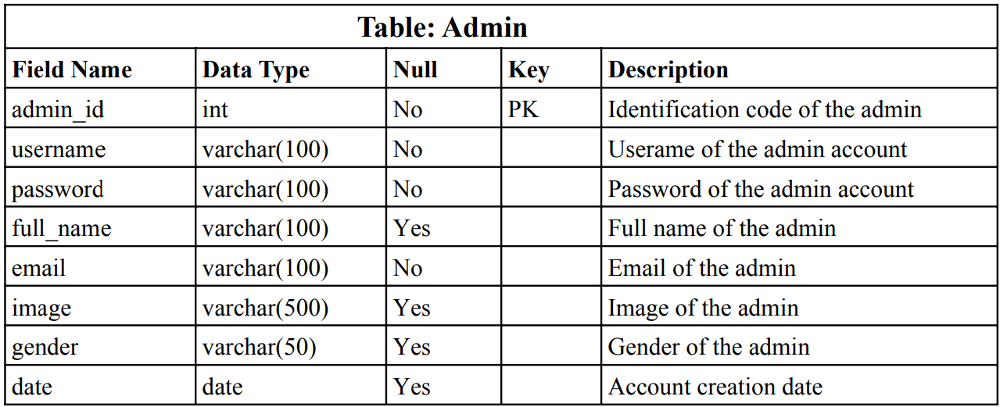 Table: Admin
Field Name Data Type Null Key Description
admin_id int No PK Identification code of the admin
username varchar(100) No Userame of the admin account
password varchar(100) No Password of the admin account
full_name varchar(100) Yes Full name of the admin
email varchar(100) No Email of the admin
image varchar(500) Yes Image of the admin
gender varchar(50) Yes Gender of the admin
date date Yes Account creation date